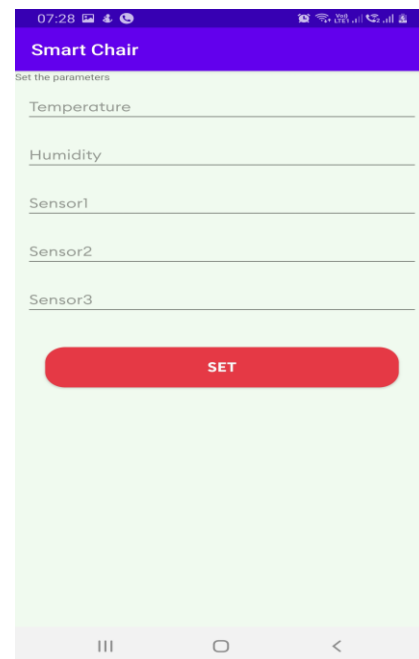 07:28
Smart Chair
Set the parameters
Temperature
Humidity
Sensor1
Sensor2
Sensor3
SET